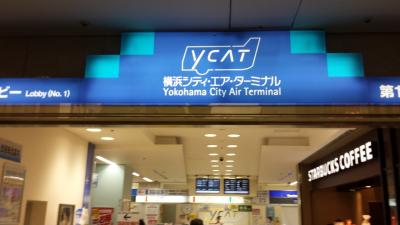 YCAT
横浜シティ・エア・ターミナル
Yokohama City Air Terminal
ビー Lobby (No. 1)
第1
STARBUCKS COFFEE
YCAT